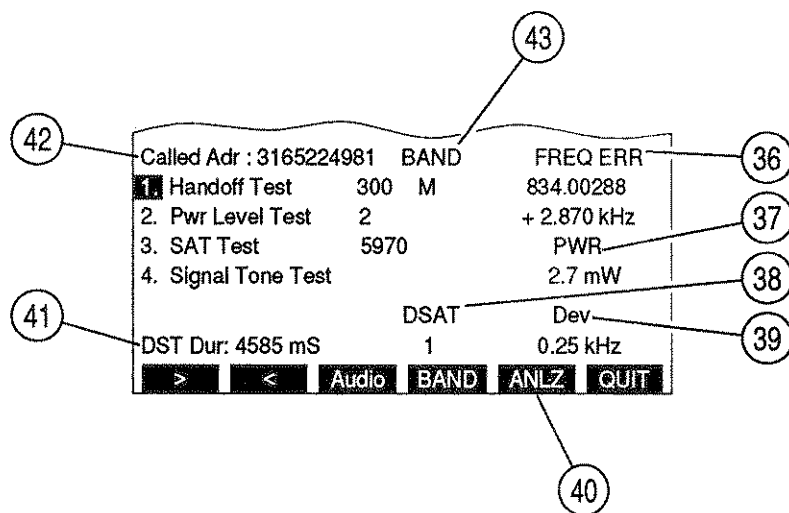 43
42
Called Adr : 3165224981 BAND FREQ ERR
36
1. Handoff Test 300 M 834.00288
2. Pwr Level Test 2 + 2.870 kHz
37
3. SAT Test 5970 PWR
4. Signal Tone Test 2.7 mW
38
41
DSAT Dev
39
DST Dur: 4585 mS 1 0.25 kHz
> < Audio BAND ANLZ QUIT
40